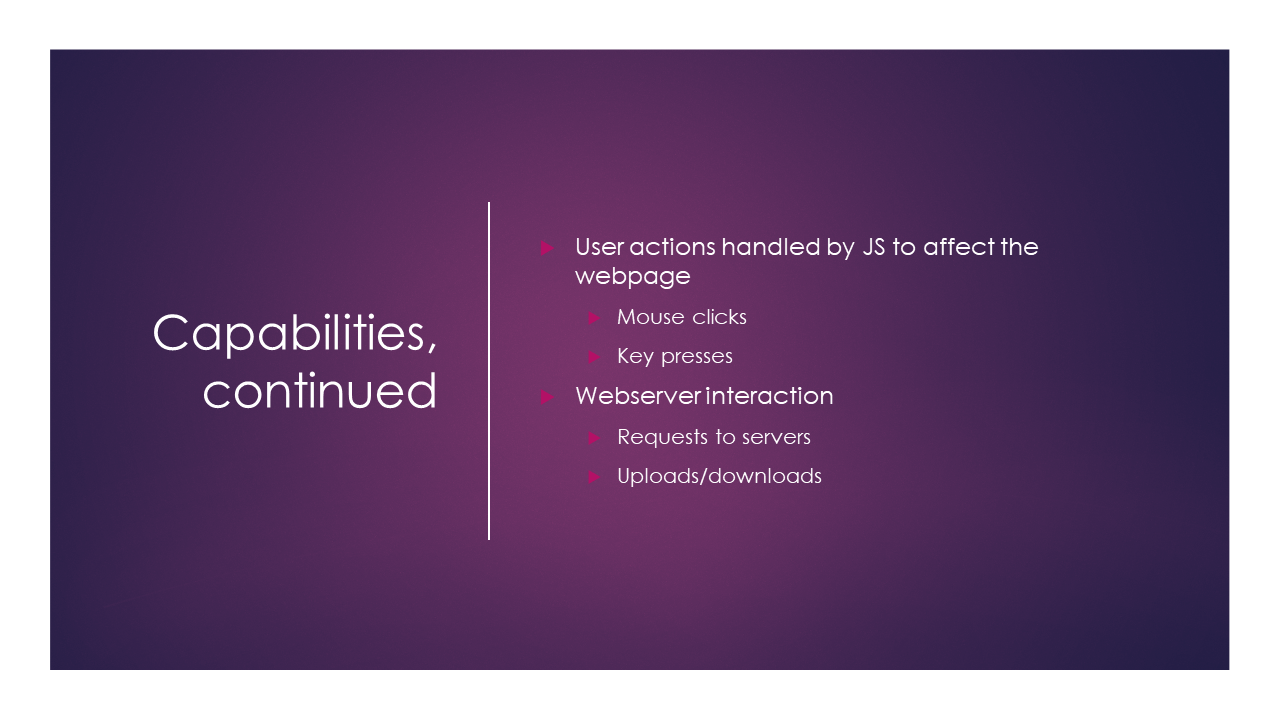 Capabilities,
continued
User actions handled by JS to affect the
webpage
Mouse clicks
Key presses
Webserver interaction
Requests to servers
Uploads/downloads